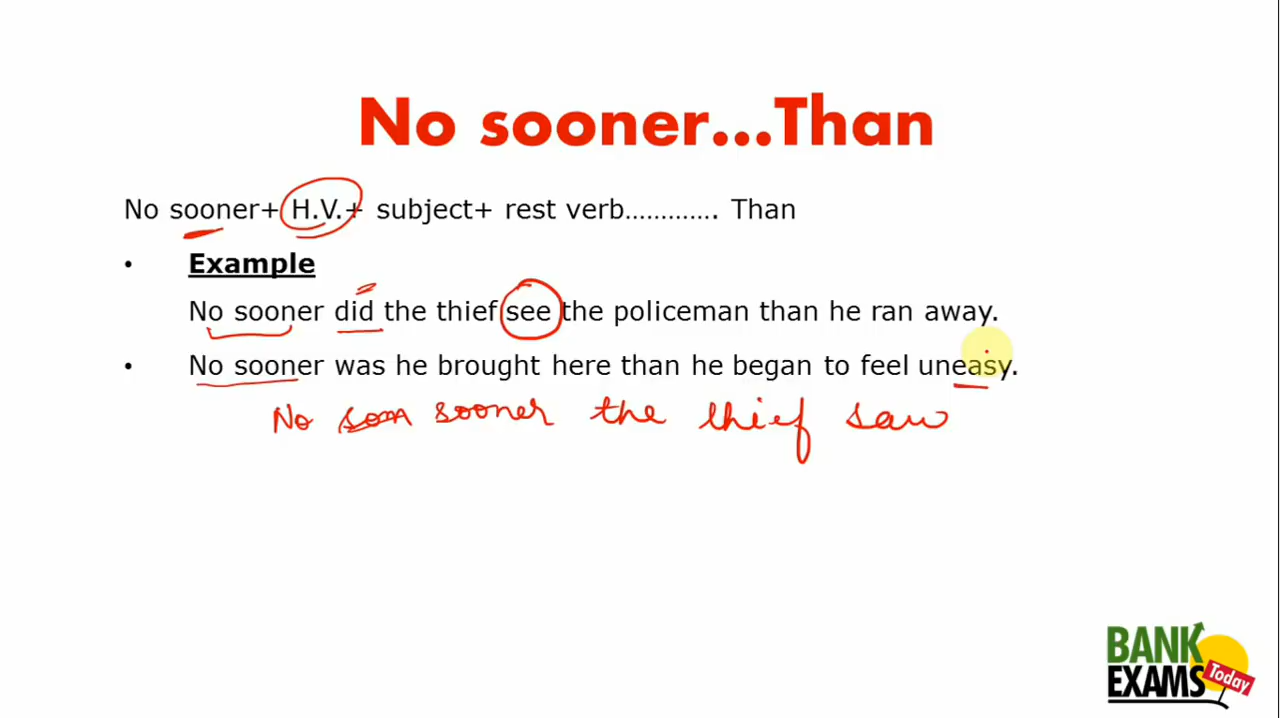 No sooner...Than
No sooner+ H.V.+ subject+ rest verb............. Than
• Example
No sooner did the thief see the policeman than he ran away.
• No sooner was he brought here than he began to feel uneasy.
No soon sooner the thief saw
BANK
EXAMS Today